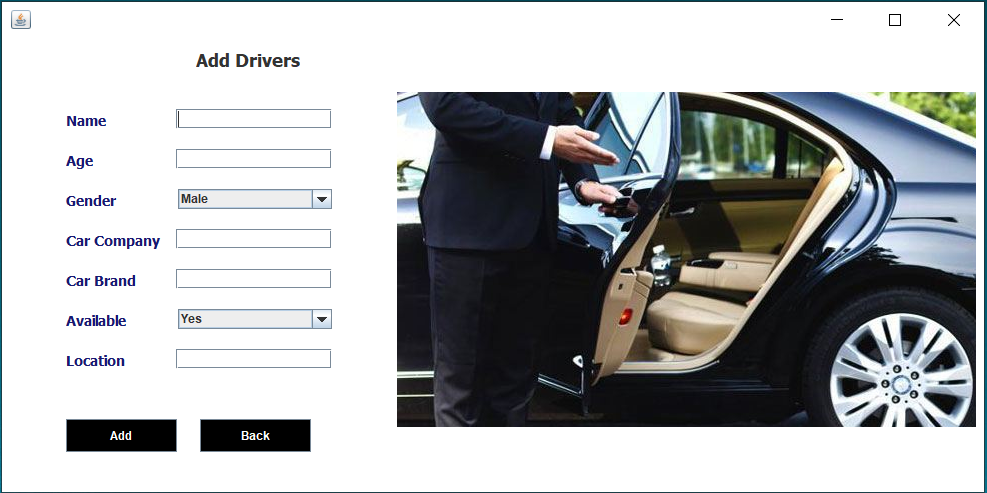 Add Drivers
Name
Age
Gender Male
Car Company
Car Brand
Available Yes
Location
Add Back